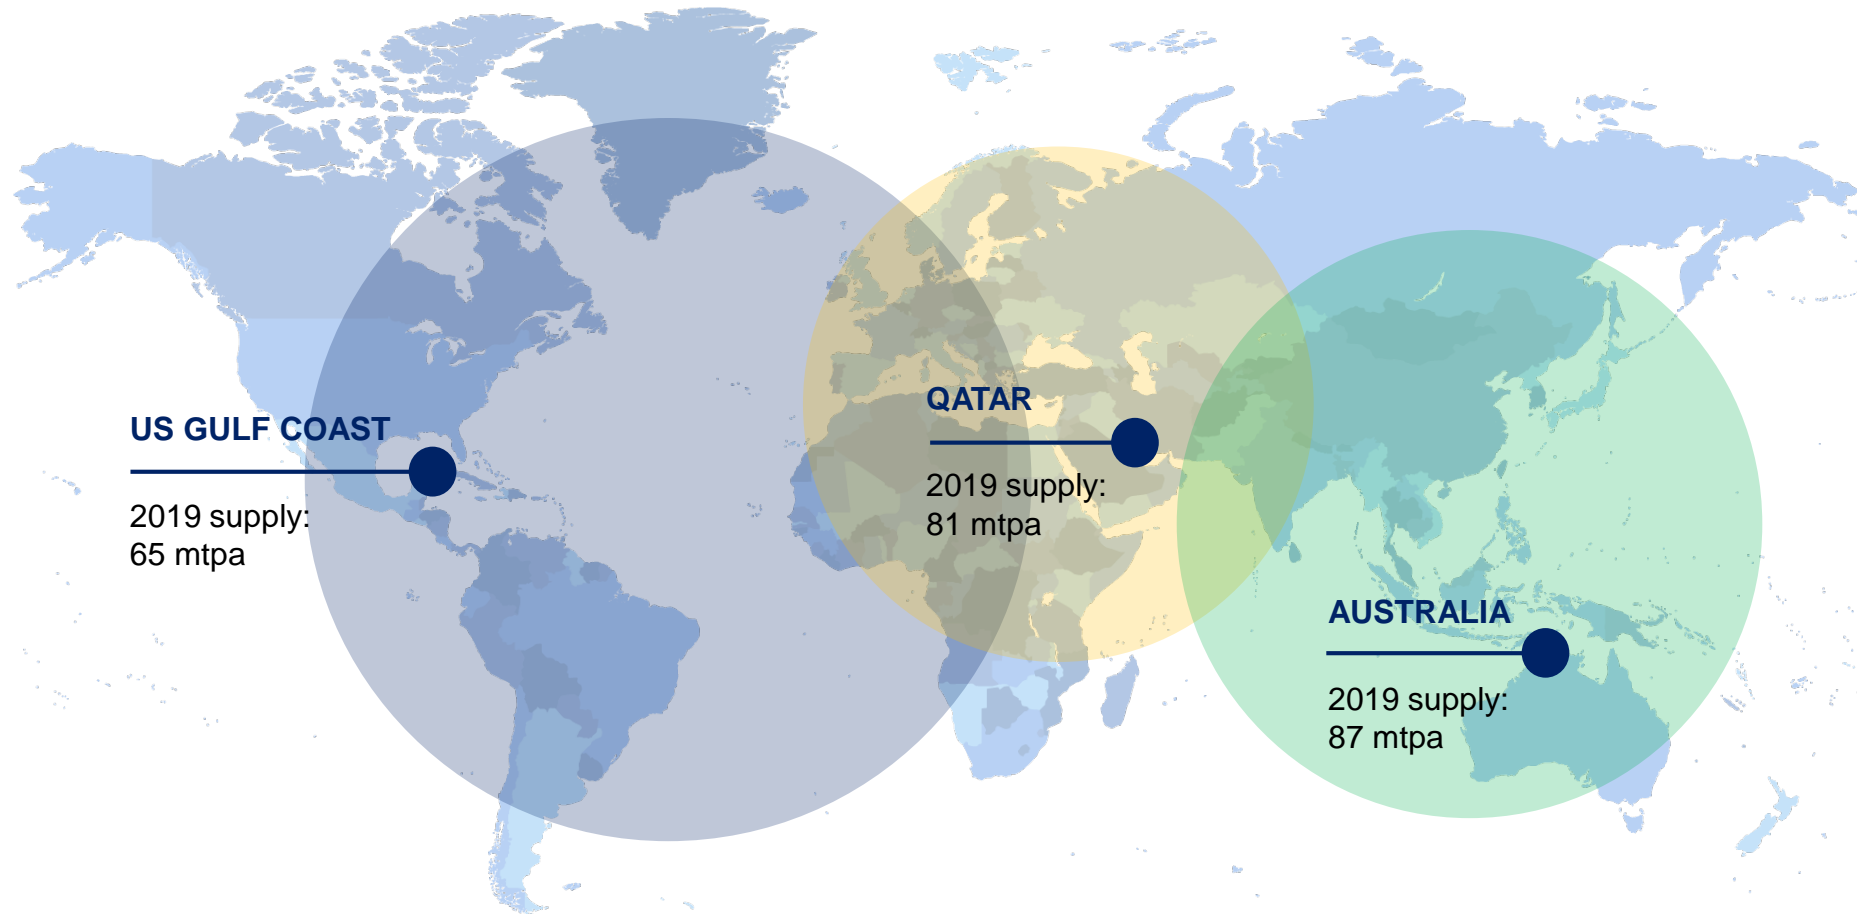 US GULF COAST
2019 supply:
65 mtpa
QATAR
2019 supply:
81 mtpa
AUSTRALIA
2019 supply:
87 mtpa